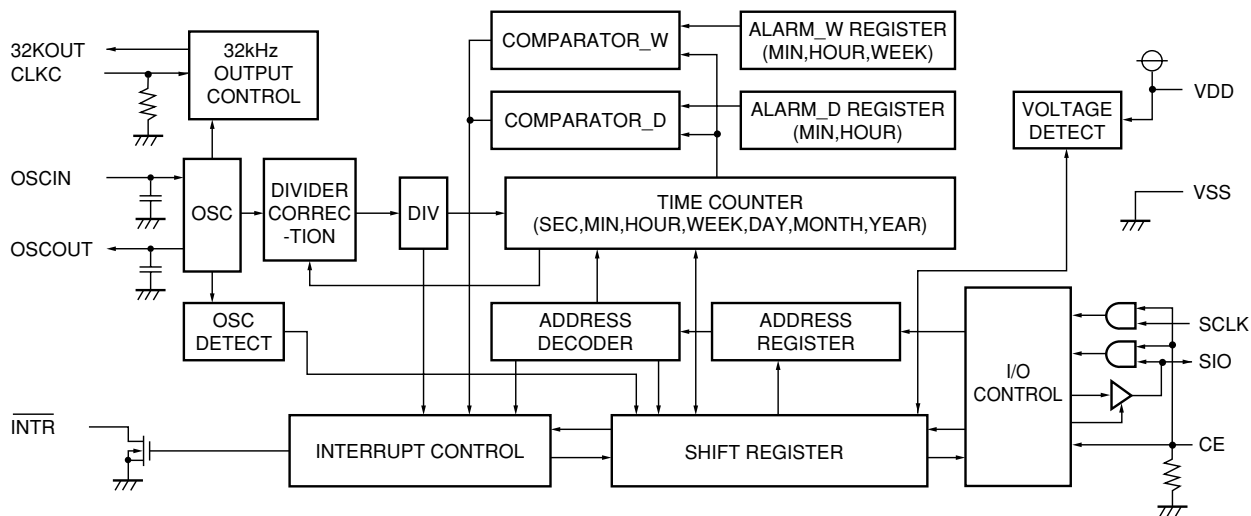 32KOUT
CLKC
32kHz
OUTPUT
CONTROL
COMPARATOR_W
ALARM_W REGISTER
(MIN,HOUR,WEEK)
COMPARATOR_D
ALARM_D REGISTER
(MIN,HOUR)
VOLTAGE
DETECT
VDD
VSS
OSCIN
OSCOUT
OSC
DIVIDER
CORREC
-TION
DIV
TIME COUNTER
(SEC,MIN,HOUR,WEEK,DAY,MONTH,YEAR)
OSC
DETECT
ADDRESS
DECODER
ADDRESS
REGISTER
I/O
CONTROL
SCLK
SIO
CE
INTR
INTERRUPT CONTROL
SHIFT REGISTER